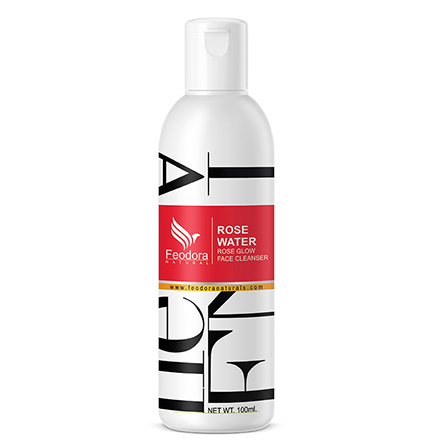 Feodora
NATURAL
ROSE
WATER
ROSE GLOW
FACE CLEANSER
www.feodoranaturals.com
NET WT. 100ml.